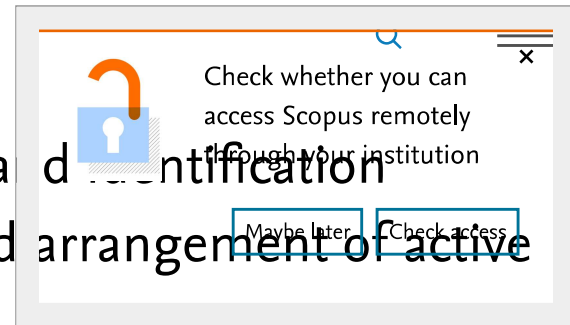 Check whether you can
access Scopus remotely
through your institution
and identification
Maybe later
Check access
d arrangement of active